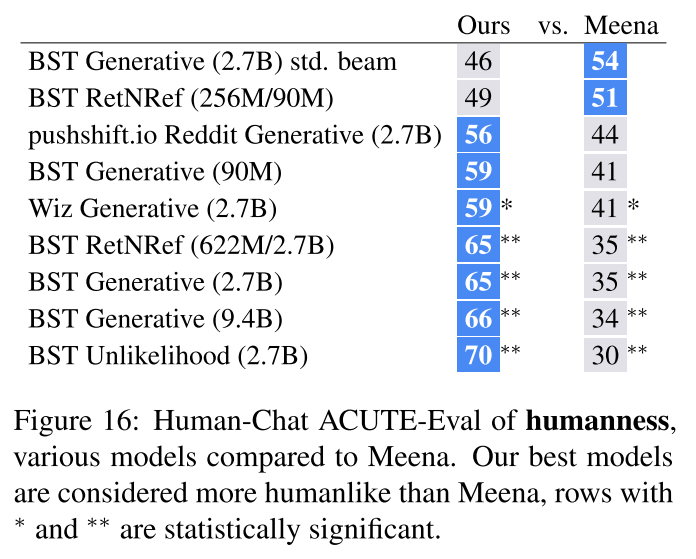 Ours vs. Meena
BST Generative (2.7B) std. beam 46 54
BST RetNRef (256M/90M) 49 51
pushshift.io Reddit Generative (2.7B) 56 44
BST Generative (90M) 59 41
Wiz Generative (2.7B) 59 * 41 *
BST RetNRef (622M/2.7B) 65 ** 35 **
BST Generative (2.7B) 65 ** 35 **
BST Generative (9.4B) 66 ** 34 **
BST Unlikelihood (2.7B) 70 ** 30 **
Figure 16: Human-Chat ACUTE-Eval of humanness,
various models compared to Meena. Our best models
are considered more humanlike than Meena, rows with
* and ** are statistically significant.